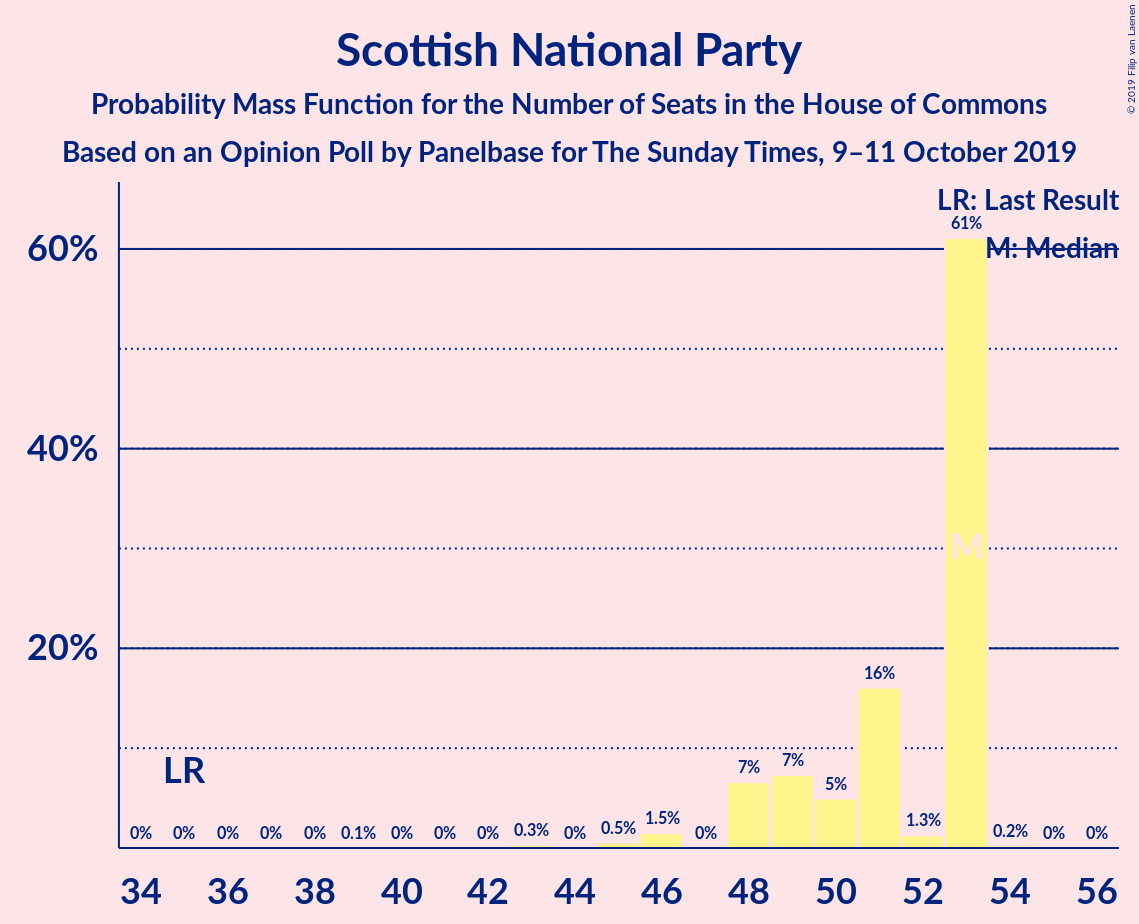 Scottish National Party
Probability Mass Function for the Number of Seats in the House of Commons
Based on an Opinion Poll by Panelbase for The Sunday Times, 9–11 October 2019
© 2019 Filip van Laenen
LR: Last Result
M: Median
60%
40%
20%
61%
M
16%
LR
0% 0% 0% 0% 0% 0.1% 0% 0% 0% 0.3% 0% 0.5% 1.5% 0% 7% 7% 5% 1.3% 0.2% 0% 0%
34 36 38 40 42 44 46 48 50 52 54 56